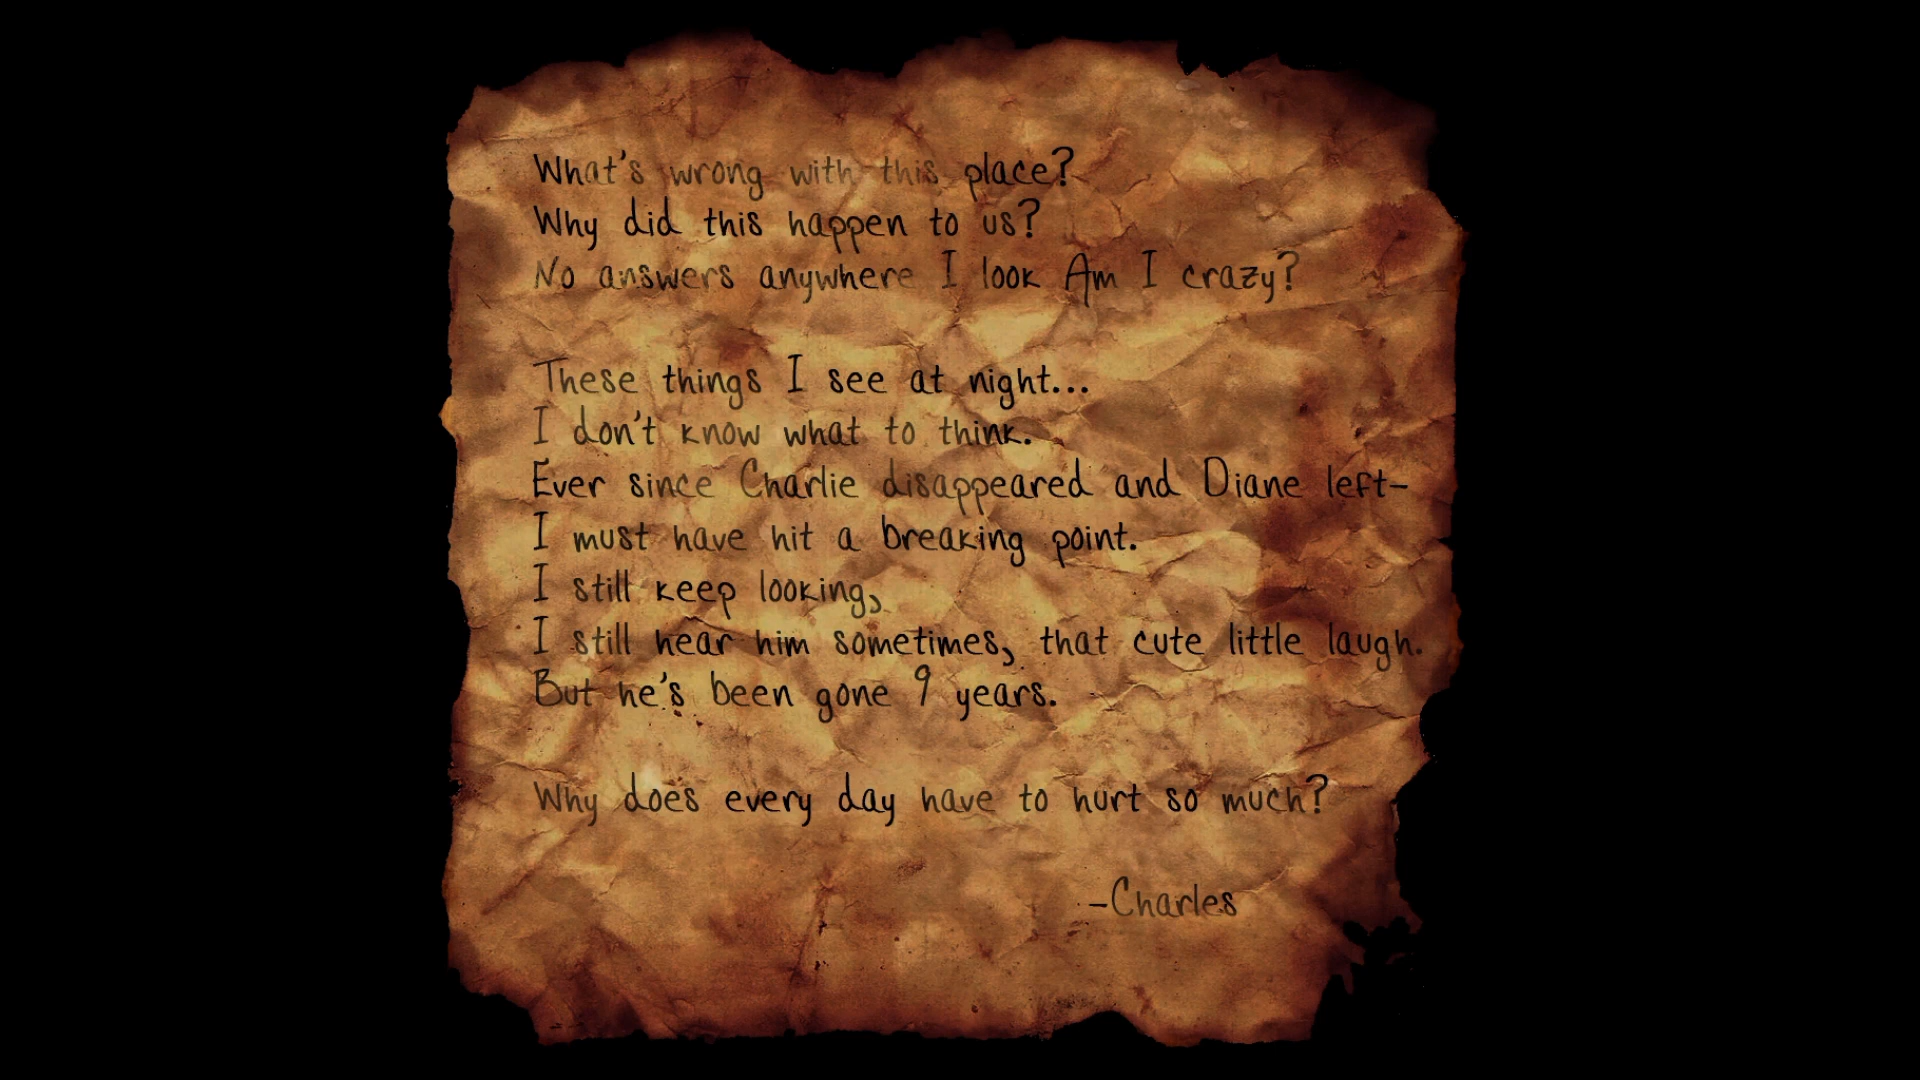 What's wrong with this place?
Why did this happen to us?
No answers anywhere I look Am I crazy?
These things I see at night...
I don't know what to think.
Ever since Charlie disappeared and Diane left-
I must have hit a breaking point.
I still keep looking,
I still hear him sometimes, that cute little laugh.
But he's been gone 9 years.
Why does every day have to hurt so much?
-Charles